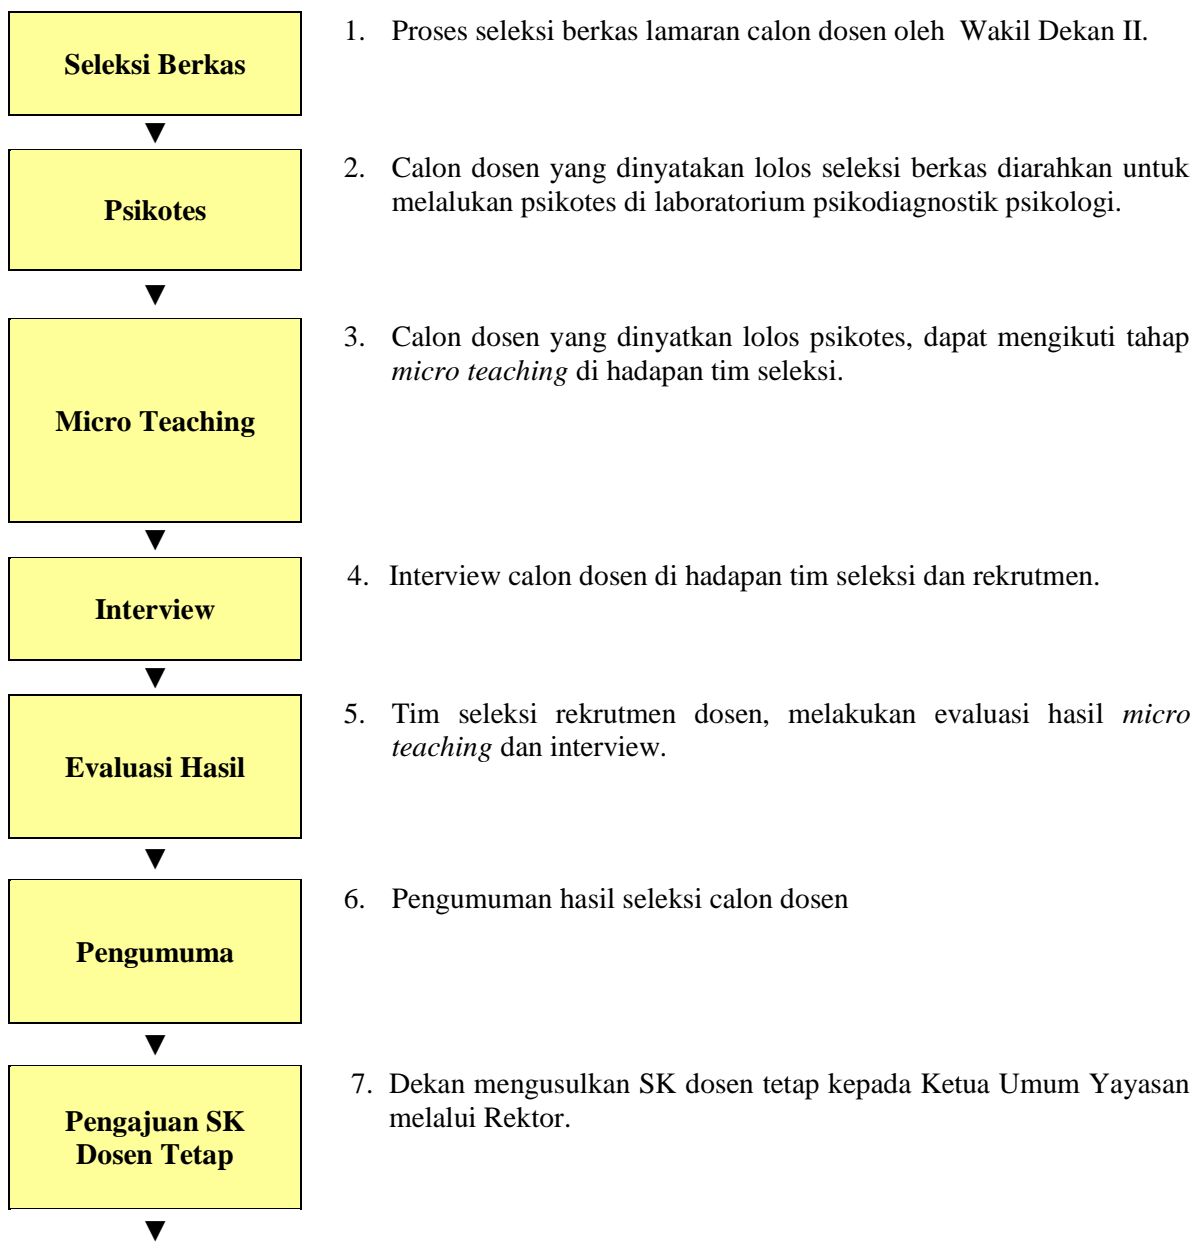 Seleksi Berkas
1. Proses seleksi berkas lamaran calon dosen oleh Wakil Dekan II.
Psikotes
2. Calon dosen yang dinyatakan lolos seleksi berkas diarahkan untuk
melalukan psikotes di laboratorium psikodiagnostik psikologi.
Micro Teaching
3. Calon dosen yang dinyatkan lolos psikotes, dapat mengikuti tahap
micro teaching di hadapan tim seleksi.
Interview
4. Interview calon dosen di hadapan tim seleksi dan rekrutmen.
Evaluasi Hasil
5. Tim seleksi rekrutmen dosen, melakukan evaluasi hasil micro
teaching dan interview.
Pengumuma
6. Pengumuman hasil seleksi calon dosen
Pengajuan SK
Dosen Tetap
7. Dekan mengusulkan SK dosen tetap kepada Ketua Umum Yayasan
melalui Rektor.